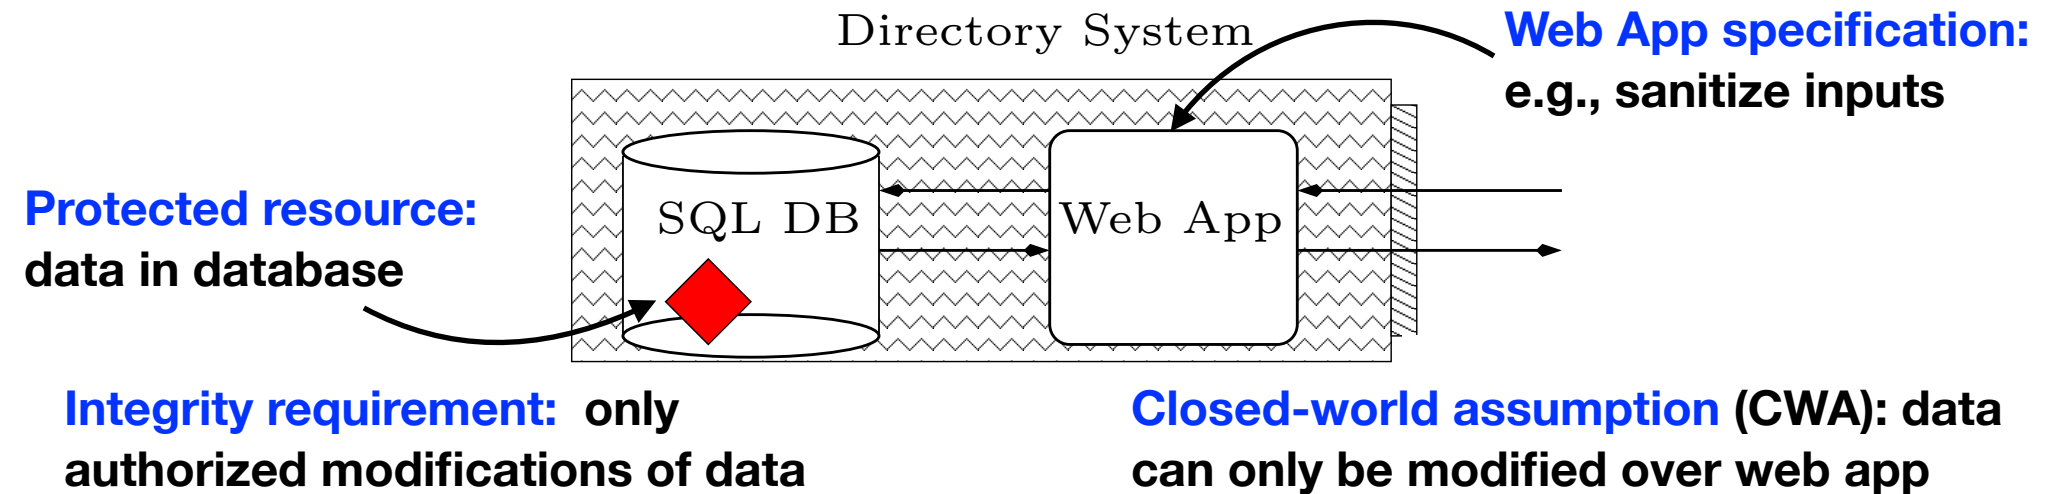 Directory System
Web App specification:
e.g., sanitize inputs
Protected resource:
data in database
SQL DB
Web App
Integrity requirement: only
authorized modifications of data
Closed-world assumption (CWA): data
can only be modified over web app